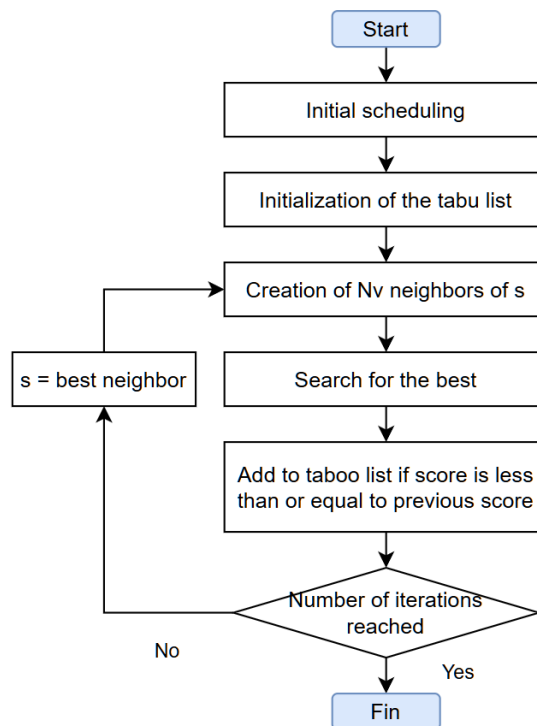 Start
Initial scheduling
Initialization of the tabu list
Creation of Nv neighbors of s
s = best neighbor
Search for the best
Add to taboo list if score is less
than or equal to previous score
Number of iterations
reached
No
Yes
Fin